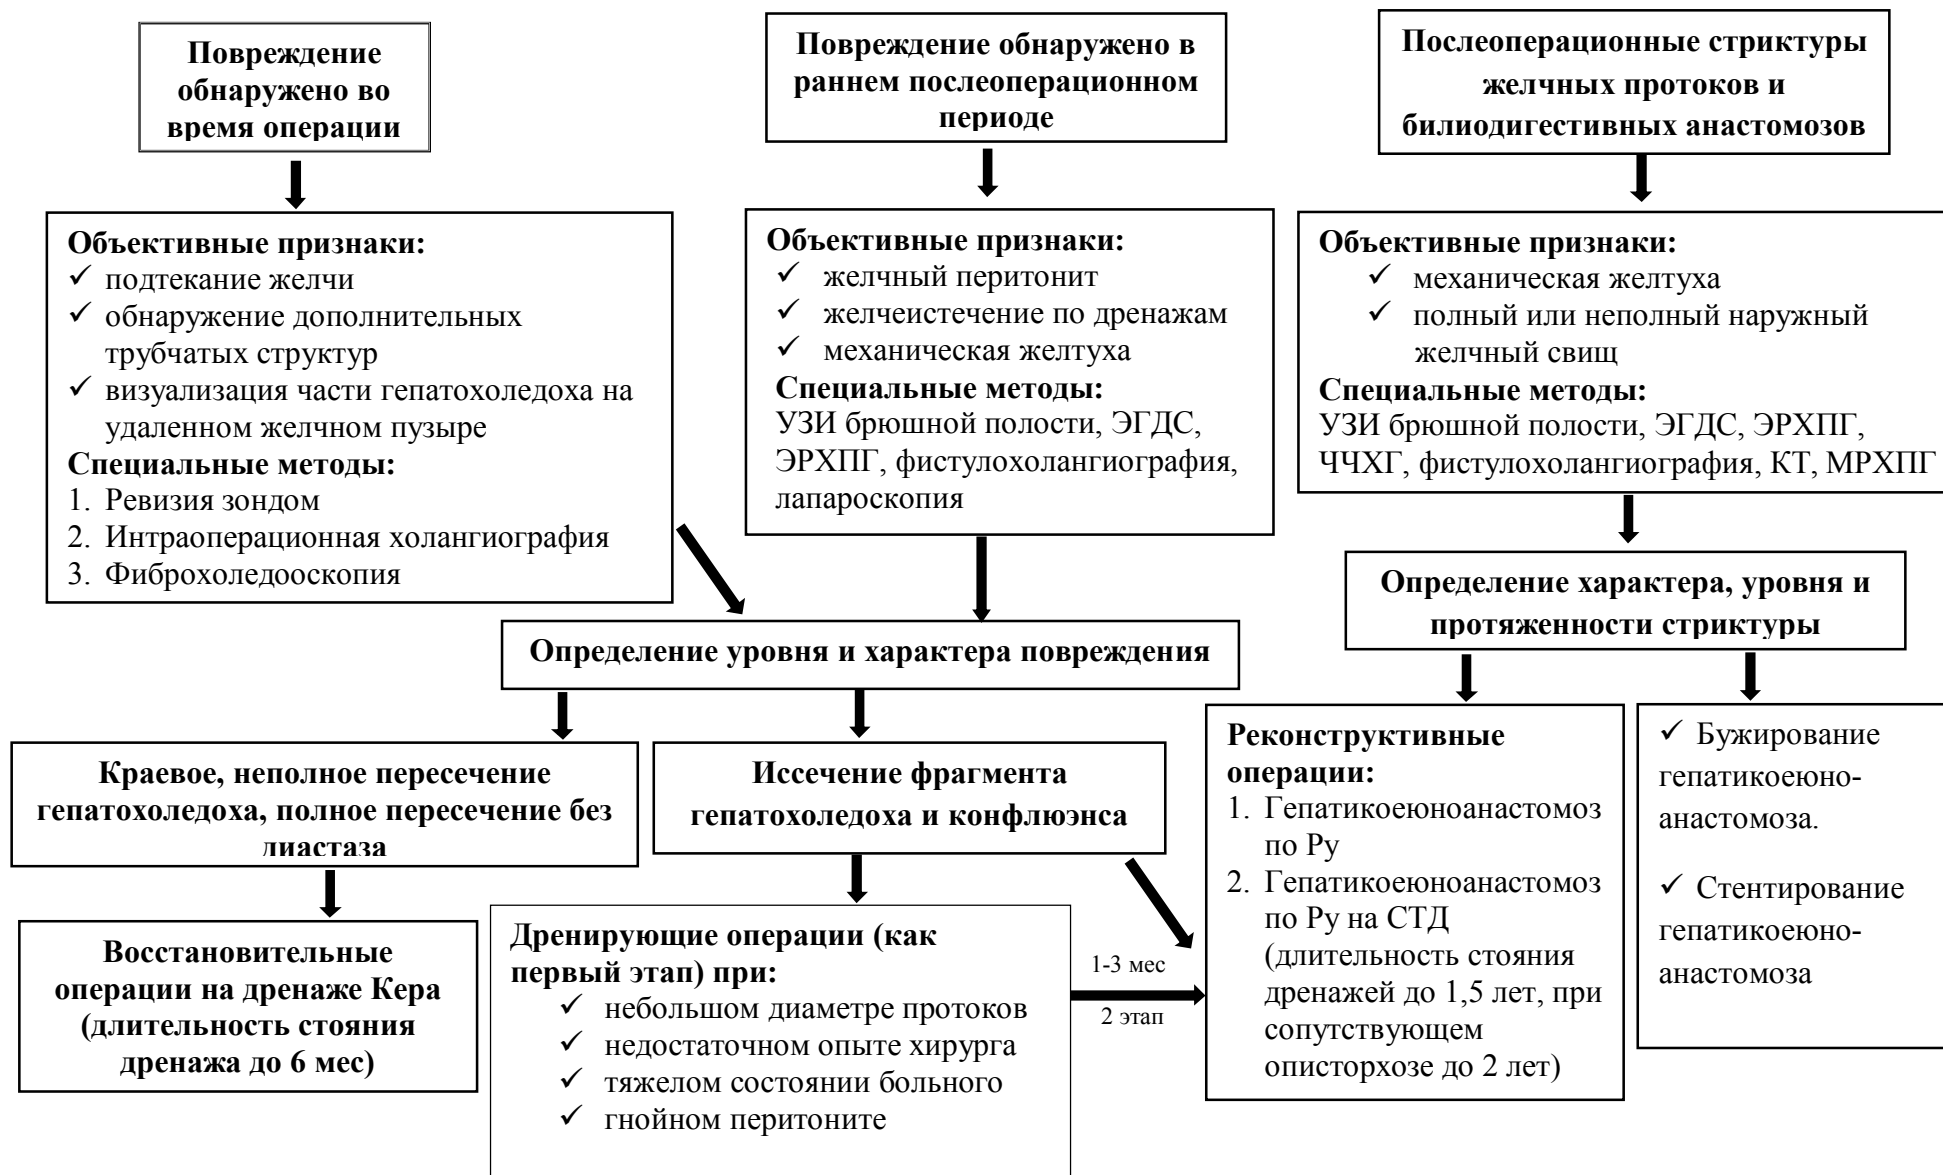 Повреждение
обнаружено во
время операции
Повреждение обнаружено в
раннем послеоперационном
периоде
Послеоперационные стриктуры
желчных протоков и
билиодигестивных анастомозов
Объективные признаки:
✓ подтекание желчи
✓ обнаружение дополнительных
трубчатых структур
✓ визуализация части гепатохоледоха на
удаленном желчном пузыре
Специальные методы:
1. Ревизия зондом
2. Интраоперационная холангиография
3. Фиброхоледооскопия
Объективные признаки:
✓ желчный перитонит
✓ желчеистечение по дренажам
✓ механическая желтуха
Специальные методы:
УЗИ брюшной полости, ЭГДС,
ЭРХПГ, фистулохолангиография,
лапароскопия
Объективные признаки:
✓ механическая желтуха
✓ полный или неполный наружный
желчный свищ
Специальные методы:
УЗИ брюшной полости, ЭГДС, ЭРХПГ,
ЧЧХГ, фистулохолангиография, КТ, МРХПГ
Определение уровня и характера повреждения
Определение характера, уровня и
протяженности стриктуры
Краевое, неполное пересечение
гепатохоледоха, полное пересечение без
диастаза
Иссечение фрагмента
гепатохоледоха и конфлюэнса
Восстановительные
операции на дренаже Кера
(длительность стояния
дренажа до 6 мес)
Дренирующие операции (как
первый этап) при:
✓ небольшом диаметре протоков
✓ недостаточном опыте хирурга
✓ тяжелом состоянии больного
✓ гнойном перитоните
1-3 мес
2 этап
Реконструктивные
операции:
1. Гепатикоеюноанастомоз
по Ру
2. Гепатикоеюноанастомоз
по Ру на СТД
(длительность стояния
дренажей до 1,5 лет, при
сопутствующем
описторхозе до 2 лет)
✓ Бужирование
гепатикоеюно-
анастомоза.
✓ Стентирование
гепатикоеюно-
анастомоза